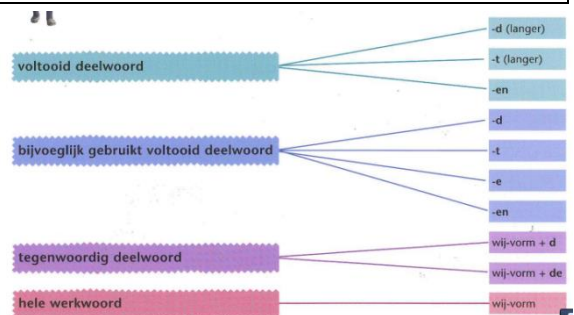 -d (langer)
voltooid deelwoord
-t (langer)
-en
-d
bijvoeglijk gebruikt voltooid deelwoord
-t
-e
-en
wij-vorm + d
tegenwoordig deelwoord
wij-vorm + de
hele werkwoord
wij-vorm